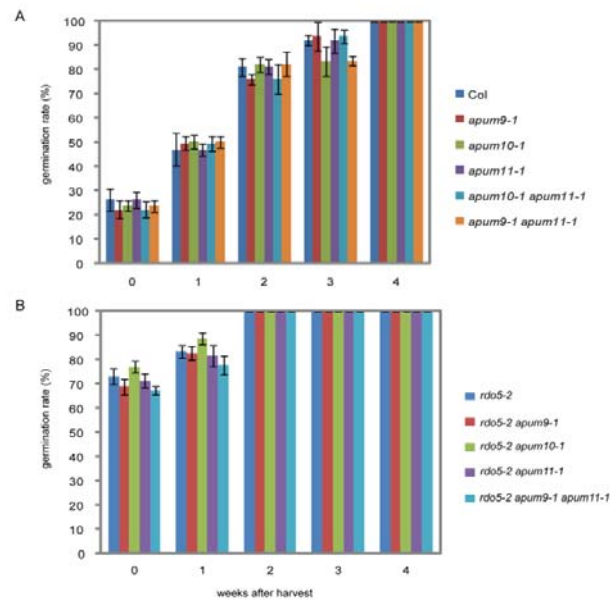 A
100
90
80
70
60
50
40
30
20
10
0
germination rate (%)
0 1 2 3 4
Col
apum9-1
apum10-1
apum11-1
apum10-1 apum11-1
apum9-1 apum11-1
B
100
90
80
70
60
50
40
30
20
10
0
germination rate (%)
0 1 2 3 4
weeks after harvest
rdo5-2
rdo5-2 apum9-1
rdo5-2 apum10-1
rdo5-2 apum11-1
rdo5-2 apum9-1 apum11-1